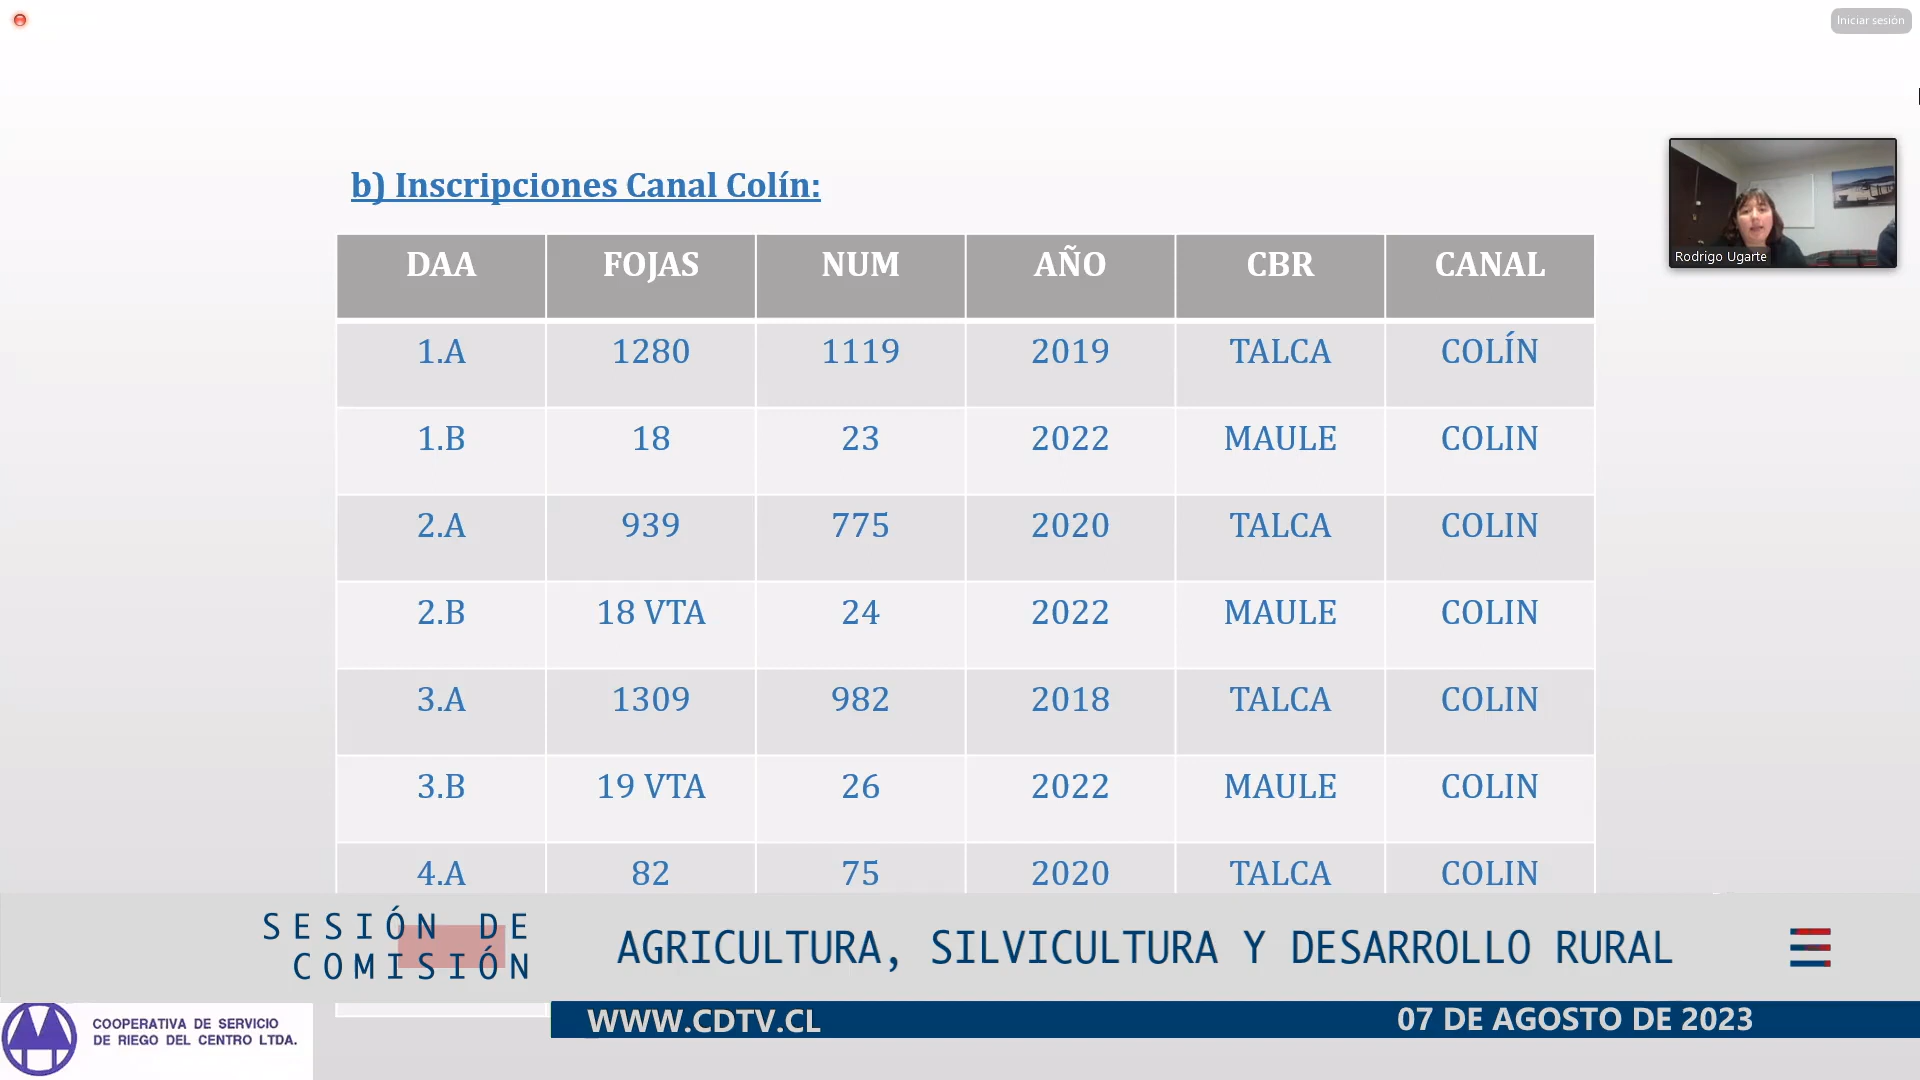 Iniciar sesión
b) Inscripciones Canal Colín:
DAA FOJAS NUM AÑO CBR CANAL
1.A 1280 1119 2019 TALCA COLÍN
1.B 18 23 2022 MAULE COLIN
2.A 939 775 2020 TALCA COLIN
2.B 18 VTA 24 2022 MAULE COLIN
3.A 1309 982 2018 TALCA COLIN
3.B 19 VTA 26 2022 MAULE COLIN
4.A 82 75 2020 TALCA COLIN
Rodrigo Ugarte
SESIÓN DE
COMISIÓN
AGRICULTURA, SILVICULTURA Y DESARROLLO RURAL
COOPERATIVA DE SERVICIO
DE RIEGO DEL CENTRO LTDA.
WWW.CDTV.CL
07 DE AGOSTO DE 2023